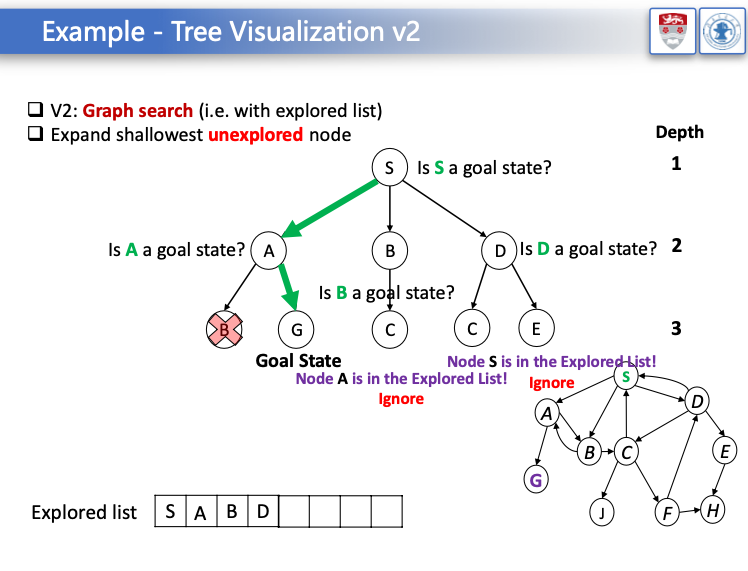 Example - Tree Visualization v2
V2: Graph search (i.e. with explored list)
Expand shallowest unexplored node
Depth
S Is S a goal state? 1
Is A a goal state? A B D Is D a goal state? 2
Is B a goal state?
B G C C E 3
Goal State Node S is in the Explored List!
Node A is in the Explored List! Ignore
Ignore
S
D
A
B C E
G
J F H
Explored list S A B D